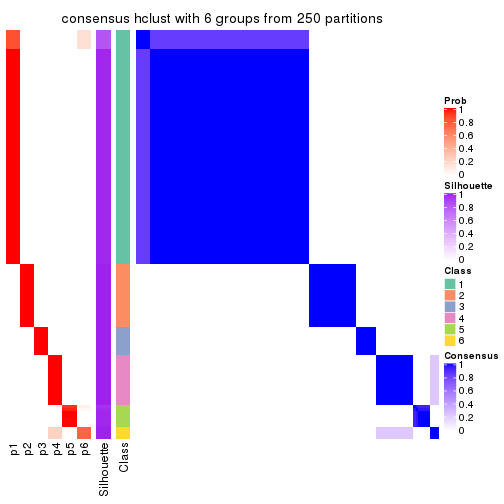 consensus hclust with 6 groups from 250 partitions
Prob
1
0.8
0.6
0.4
0.2
0
Silhouette
1
0.8
0.6
0.4
0.2
0
Class
1
2
3
4
5
6
Consensus
1
0.8
0.6
0.4
0.2
0
p1
p2
p3
p4
p5
p6
Silhouette
Class